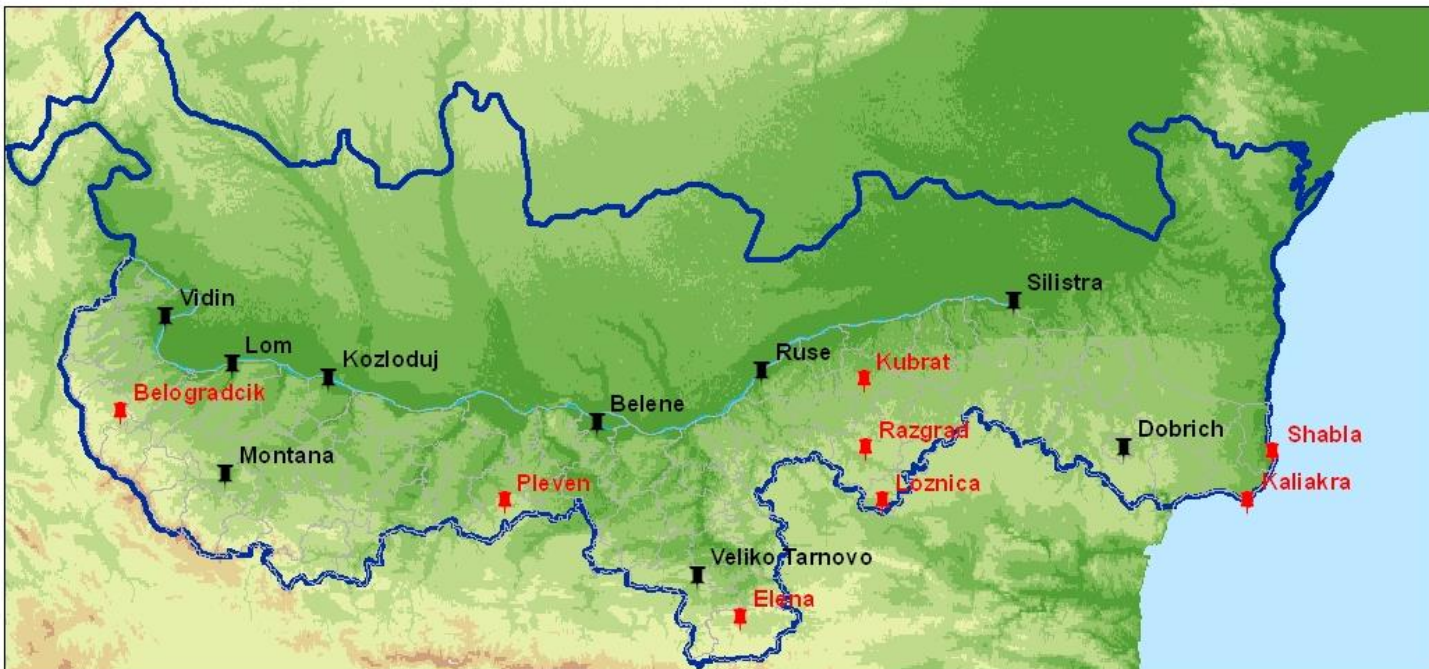 Silistra
Vidin
Lom
Ruse
Kozloduj
Kubrat
Belogradcik
Belene
Razgrad
Dobrich
Shabla
Montana
Pleven
Loznica
Kaliakra
Veliko Tarnovo
Elena